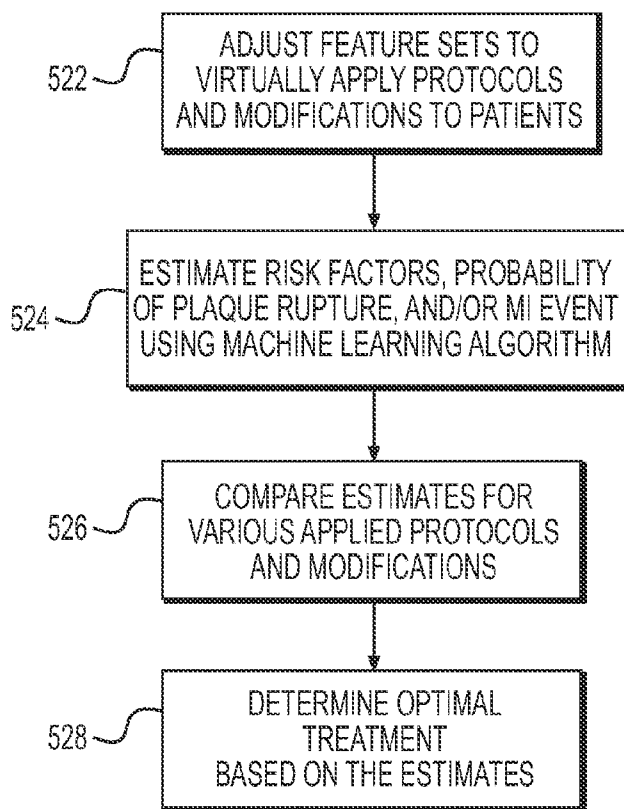 522
ADJUST FEATURE SETS TO
VIRTUALLY APPLY PROTOCOLS
AND MODIFICATIONS TO PATIENTS
524
ESTIMATE RISK FACTORS, PROBABILITY
OF PLAQUE RUPTURE, AND/OR MI EVENT
USING MACHINE LEARNING ALGORITHM
526
COMPARE ESTIMATES FOR
VARIOUS APPLIED PROTOCOLS
AND MODIFICATIONS
528
DETERMINE OPTIMAL
TREATMENT
BASED ON THE ESTIMATES